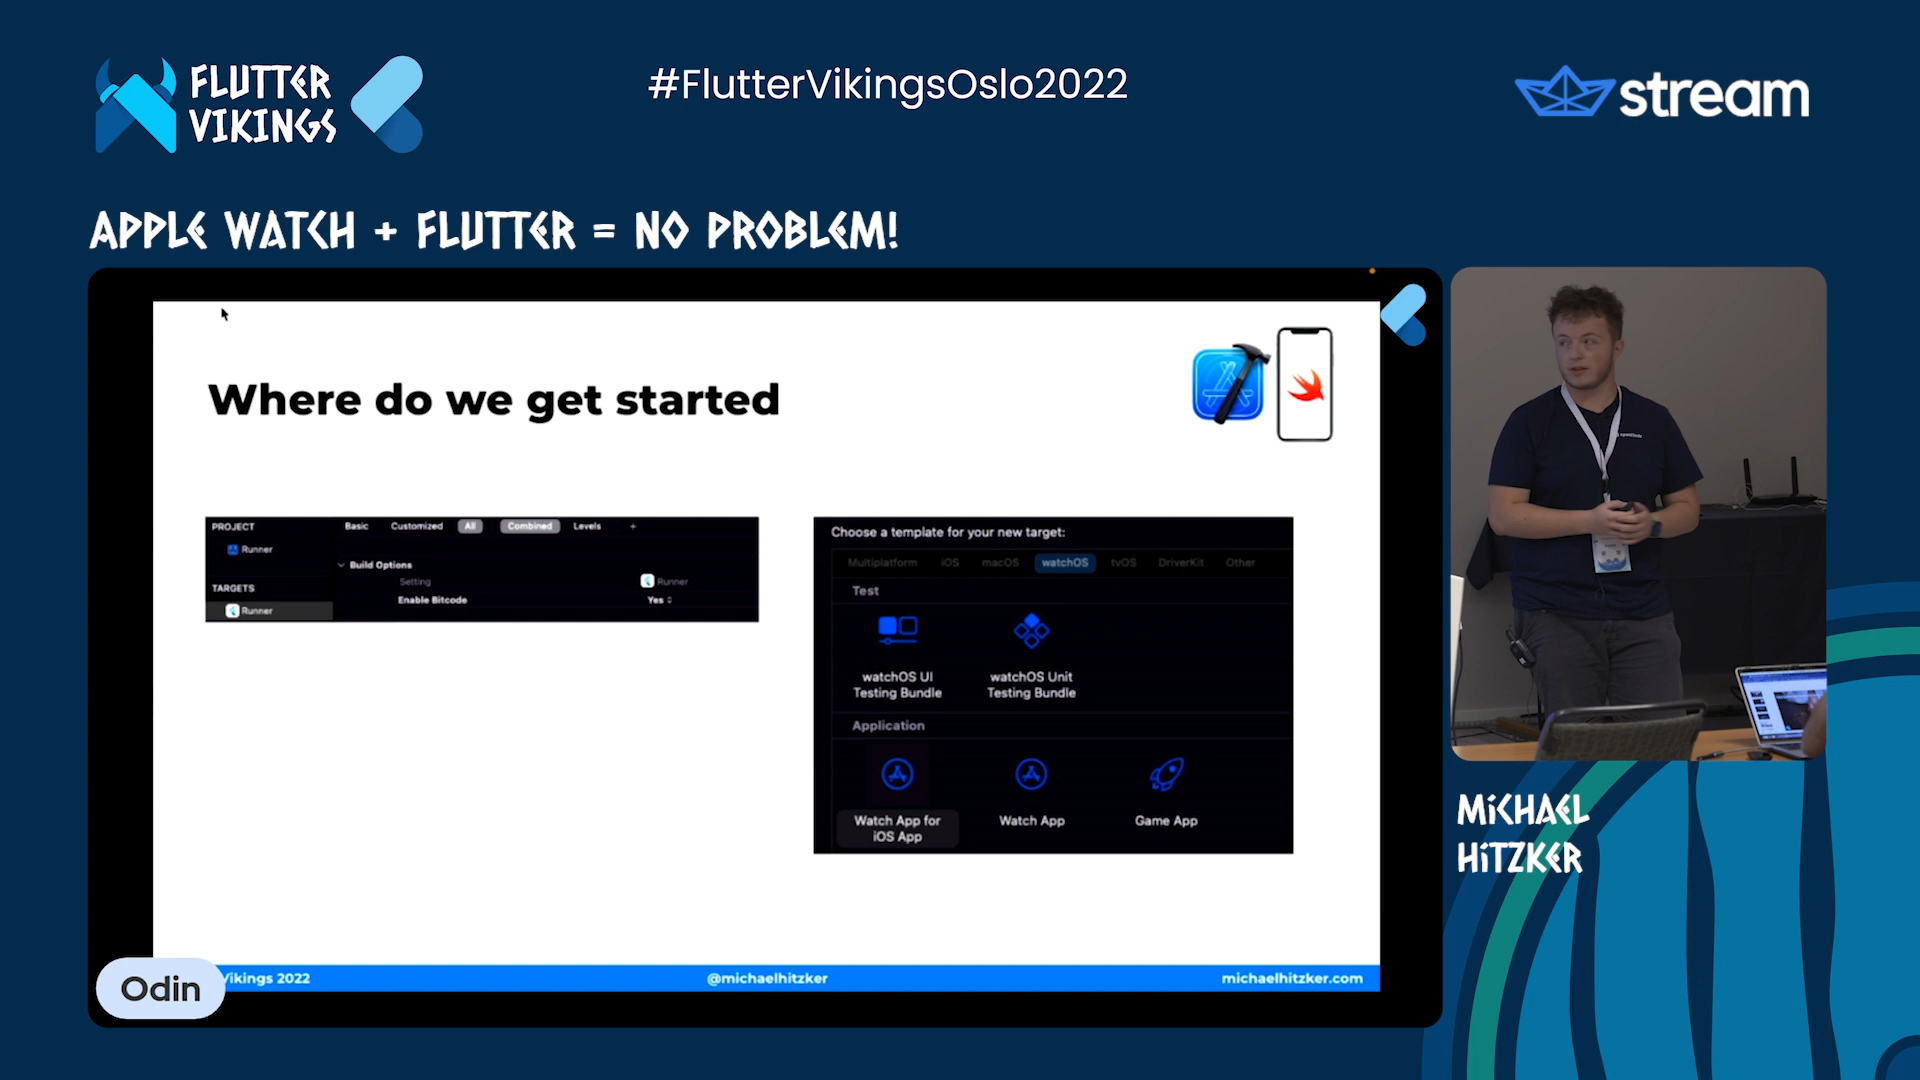 FLUTTER
VIKINGS
#FlutterVikingsOslo2022
stream
APPLE WATCH + FLUTTER = NO PROBLEM!
Where do we get started
PROJECT
Runner
TARGETS
Runner
Basic Customized All Combined Levels +
Build Options
Setting Runner
Enable Bitcode Yes
Choose a template for your new target:
Multiplatform iOS macOS watchOS tvOS DriverKit Other
Test
watchOS UI
Testing Bundle
watchOS Unit
Testing Bundle
Application
Watch App for
iOS App
Watch App
Game App
Vikings 2022 @michaelhitzker michaelhitzker.com
Odin
MICHAEL
HITZKER